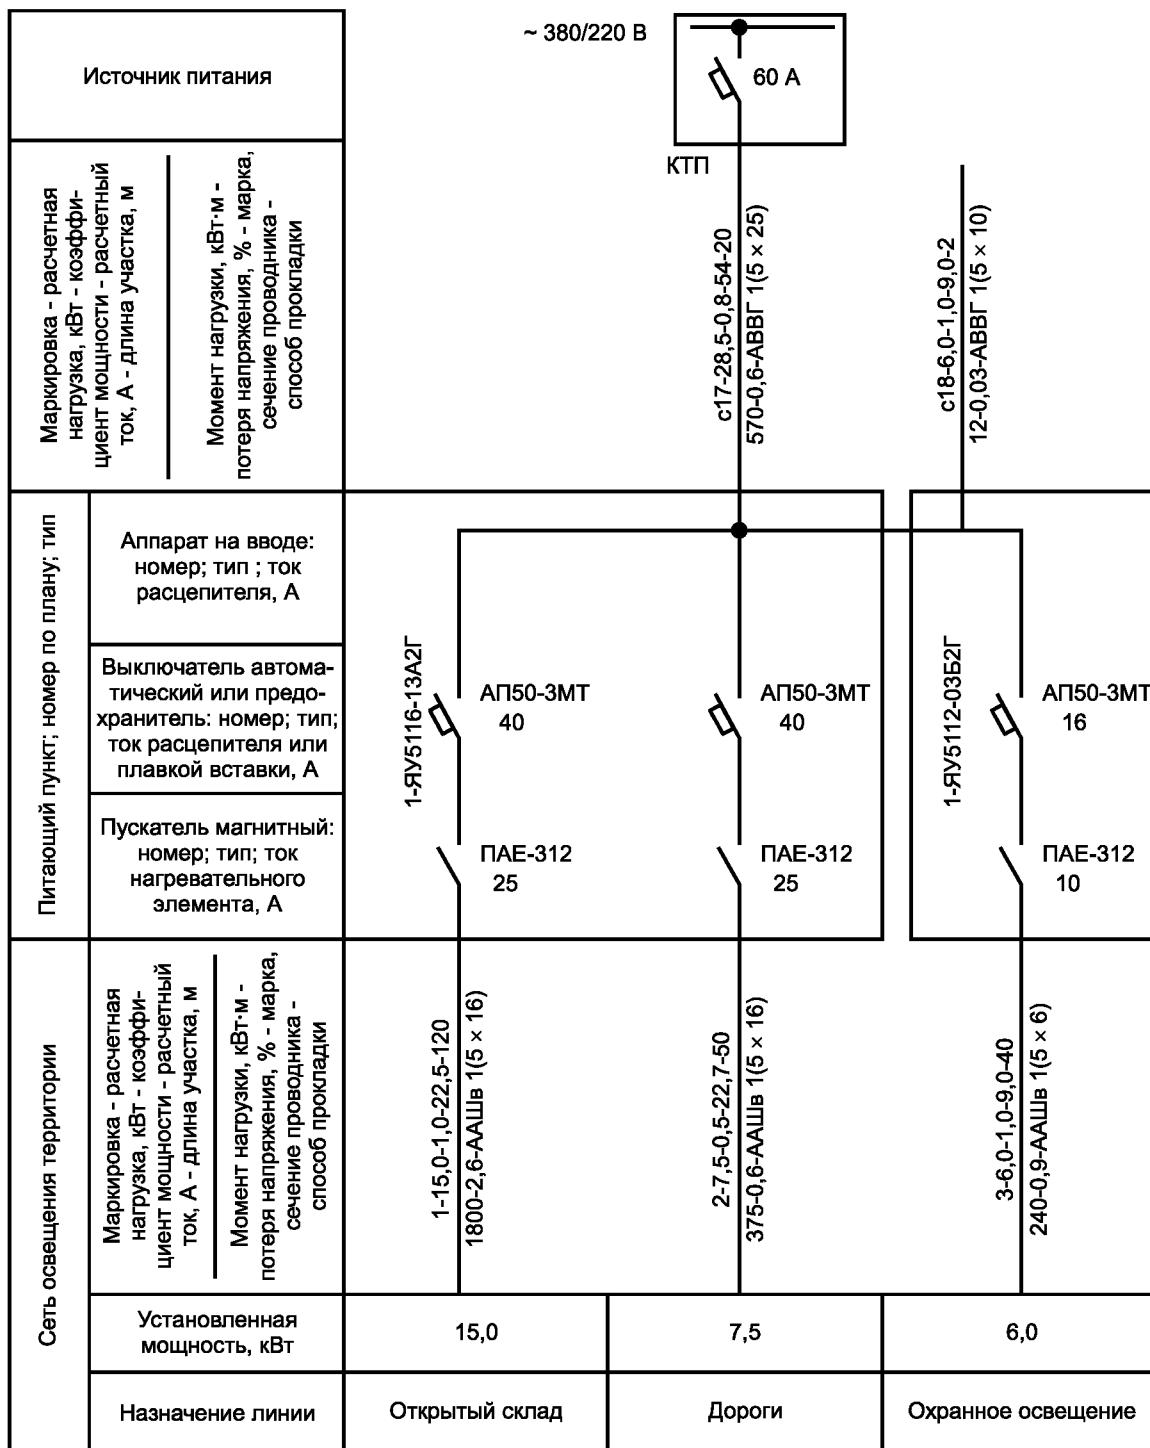 ~ 380/220 В
Источник питания
60 А
КТП
Маркировка - расчетная
нагрузка, кВт - коэффи-
циент мощности - расчетный
ток, А - длина участка, м
Момент нагрузки, кВт·м -
потеря напряжения, % - марка,
сечение проводника -
способ прокладки
с17-28,5-0,8-54-20
570-0,6-АВВГ 1(5 × 25)
с18-6,0-1,0-9,0-2
12-0,03-АВВГ 1(5 × 10)
Питающий пункт; номер по плану; тип
Аппарат на вводе:
номер; тип ; ток
расцепителя, А
Выключатель автома-
тический или предо-
хранитель: номер; тип;
ток расцепителя или
плавкой вставки, А
Пускатель магнитный:
номер; тип; ток
нагревательного
элемента, А
1-ЯУ5116-13А2Г
АП50-3МТ
40
АП50-3МТ
40
1-ЯУ5112-03Б2Г
АП50-3МТ
16
ПАЕ-312
25
ПАЕ-312
25
ПАЕ-312
10
Сеть освещения территории
Маркировка - расчетная
нагрузка, кВт - коэффи-
циент мощности - расчетный
ток, А - длина участка, м
Момент нагрузки, кВт·м -
потеря напряжения, % - марка,
сечение проводника -
способ прокладки
1-15,0-1,0-22,5-120
1800-2,6-ААШв 1(5 × 16)
2-7,5-0,5-22,7-50
375-0,6-ААШв 1(5 × 16)
3-6,0-1,0-9,0-40
240-0,9-ААШв 1(5 × 6)
Установленная
мощность, кВт
15,0
7,5
6,0
Назначение линии
Открытый склад
Дороги
Охранное освещение